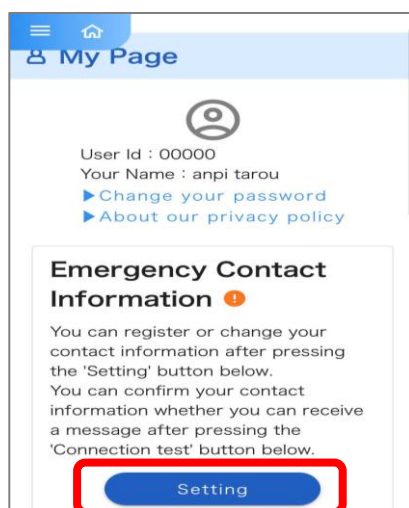 My Page
User Id : 00000
Your Name : anpi tarou
▶Change your password
▶About our privacy policy
Emergency Contact
Information !
You can register or change your
contact information after pressing
the 'Setting' button below.
You can confirm your contact
information whether you can receive
a message after pressing the
'Connection test' button below.
Setting